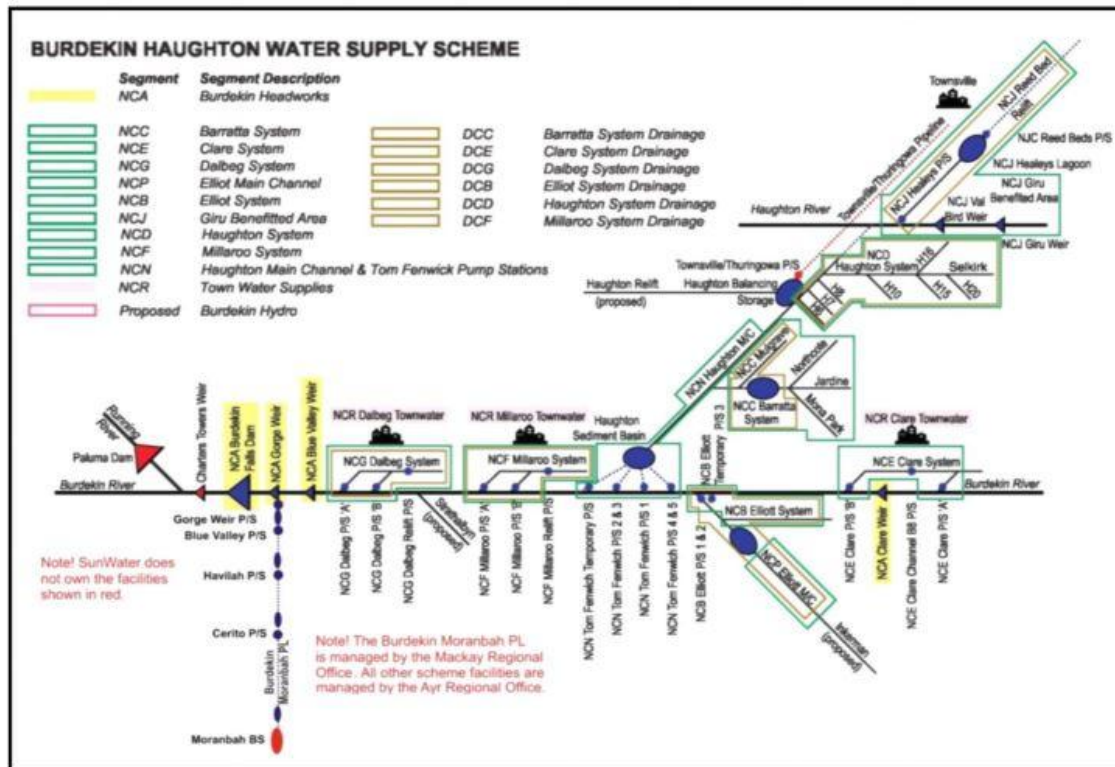 BURDEKIN HAUGHTON WATER SUPPLY SCHEME
Segment Segment Description
NCA Burdekin Headworks
NCC Barratta System
NCE Clare System
NCG Dalbeg System
NCP Elliot Main Channel
NCB Elliot System
NCJ Giru Benefitted Area
NCD Haughton System
NCF Millaroo System
NCN Haughton Main Channel & Tom Fenwick Pump Stations
NCR Town Water Supplies
Proposed Burdekin Hydro
DCC Barratta System Drainage
DCE Clare System Drainage
DCG Dalbeg System Drainage
DCB Elliot System Drainage
DCD Haughton System Drainage
DCF Millaroo System Drainage
Townsville
NCJ Reed Bed
Relift
NJC Reed Beds P/S
NCJ Healeys Lagoon
NCJ Healeys P/S
NCJ Giru
Benefited Area
NCJ Val
Bird Weir
NCJ Giru Weir
Haughton River
Townsville/Thuringowa Pipeline
Townsville/Thuringowa P/S
Haughton Balancing
Storage
Haughton Relift
(proposed)
NCD
Haughton System
H16
Selkirk
H10
H15
H20
H6
H7
H8
NCN Haughton M/C
NCC Mulgrave
Northcote
Jardine
Mona Park
NCC Barratta
System
Running
River
Paluma Dam
Burdekin River
Charters Towers Weir
NCA Burdekin
Falls Dam
NCA Gorge Weir
NCA Blue Valley Weir
NCR Dalbeg Townwater
NCG Dalbeg System
NCR Millaroo Townwater
NCF Millaroo System
Haughton
Sediment Basin
NCB Elliott
Temporary P/S 3
NCR Clare Townwater
NCE Clare System
Burdekin River
Gorge Weir P/S
Blue Valley P/S
Havilah P/S
Cerito P/S
Burdekin
Moranbah PL
Moranbah BS
NCG Dalbeg P/S 'A'
NCG Dalbeg P/S 'B'
NCG Dalbeg Relift P/S
Strathalbyn
(proposed)
NCF Millaroo P/S 'A'
NCF Millaroo P/S 'B'
NCF Millaroo Relift P/S
NCN Tom Fenwich Temporary P/S
NCN Tom Fenwich P/S 2 & 3
NCN Tom Fenwich P/S 1
NCN Tom Fenwich P/S 4 & 5
NCB Elliott P/S 1 & 2
NCB Elliott System
NCP Elliott M/C
Inkerman
(proposed)
NCE Clare P/S 'B'
NCA Clare Weir
NCE Clare Channel B8 P/S
NCE Clare P/S 'A'
Note! SunWater does
not own the facilities
shown in red.
Note! The Burdekin Moranbah PL
is managed by the Mackay Regional
Office. All other scheme facilities are
managed by the Ayr Regional Office.